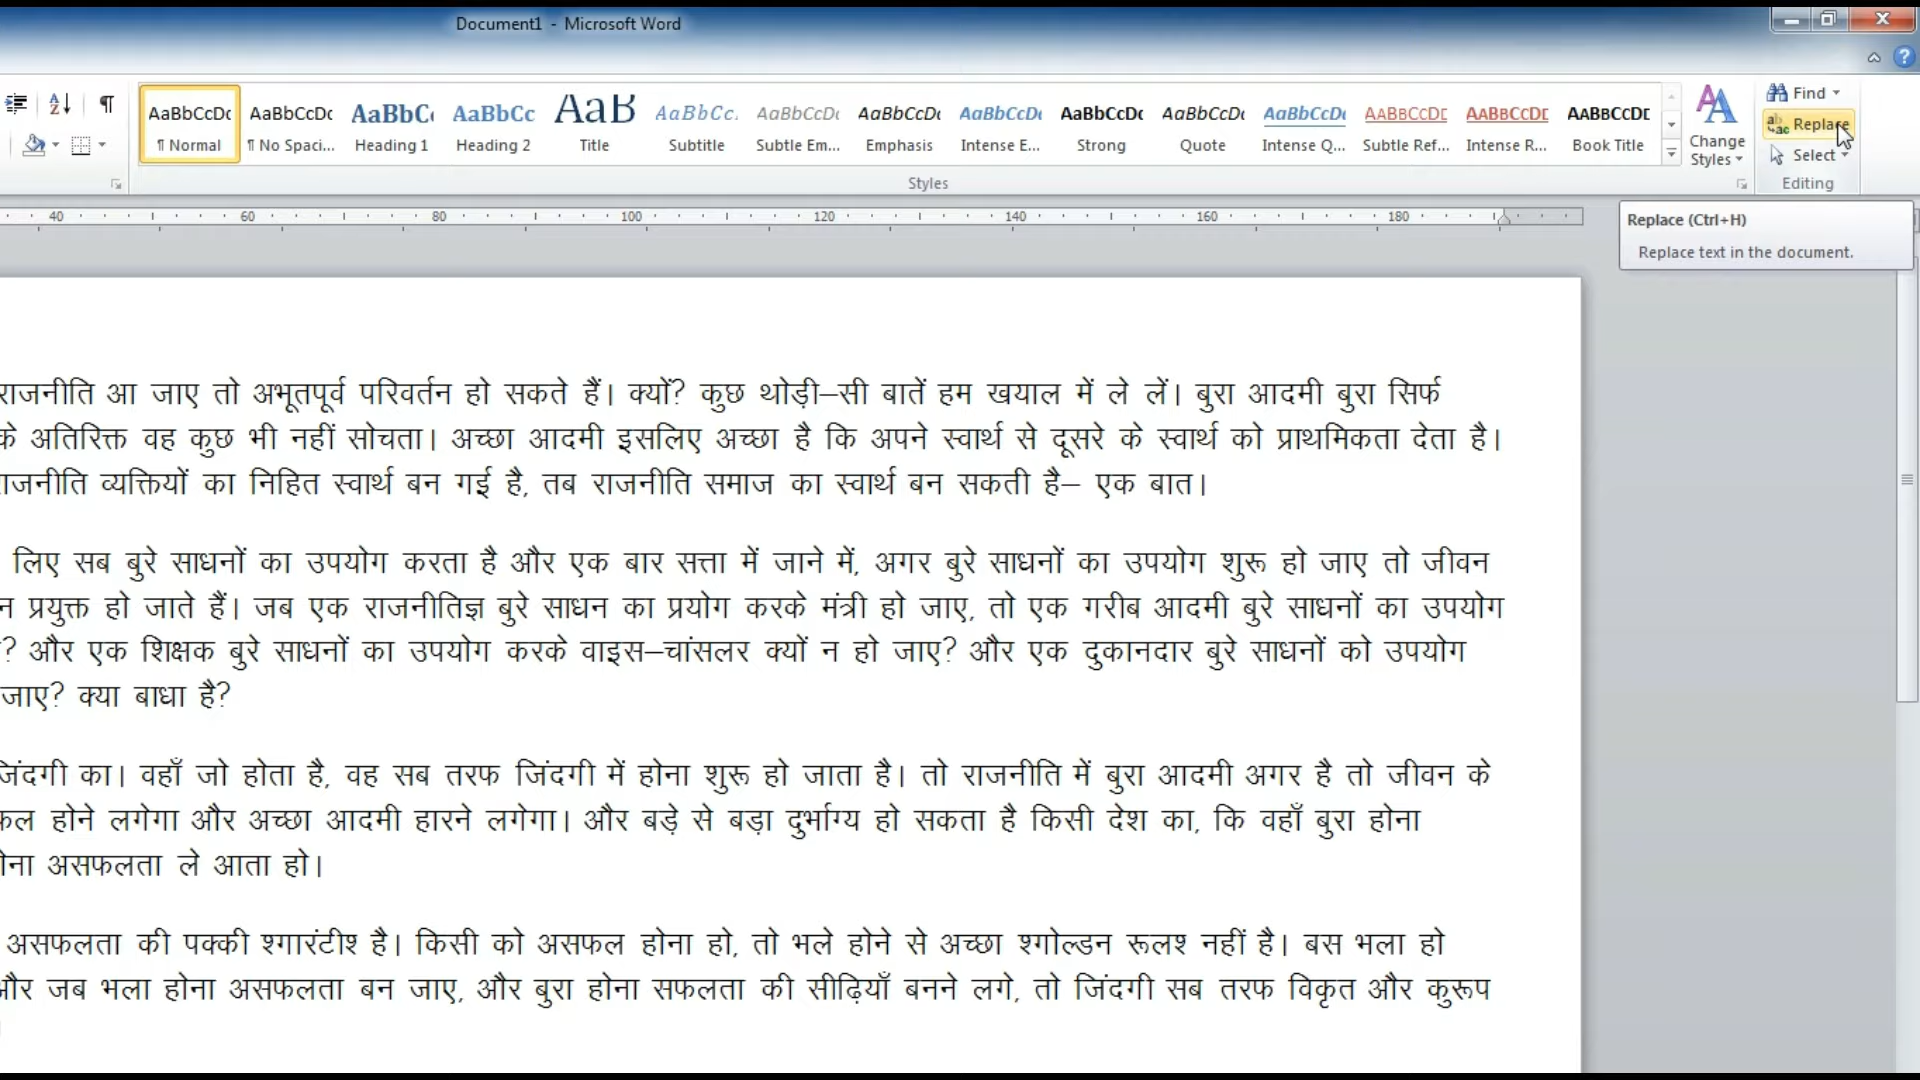 Document1 - Microsoft Word
AaBbCcDc AaBbCcDc AaBbC AaBbCc AaB AaBbCc. AaBbCcDc AaBbCcDc AaBbCcDc AaBbCcDc AaBbCcDc AaBbCcDc AABBCCDE AABBCCDE AABBCCDE
¶ Normal ¶ No Spaci... Heading 1 Heading 2 Title Subtitle Subtle Em... Emphasis Intense E... Strong Quote Intense Q... Subtle Ref... Intense R... Book Title
Change Styles
Find
Replace
Select
Styles
Editing
40 60 80 100 120 140 160 180
Replace (Ctrl+H)
Replace text in the document.
राजनीति आ जाए तो अभूतपूर्व परिवर्तन हो सकते हैं। क्यों? कुछ थोड़ी–सी बातें हम खयाल में ले लें। बुरा आदमी बुरा सिर्फ
के अतिरिक्त वह कुछ भी नहीं सोचता। अच्छा आदमी इसलिए अच्छा है कि अपने स्वार्थ से दूसरे के स्वार्थ को प्राथमिकता देता है।
राजनीति व्यक्तियों का निहित स्वार्थ बन गई है, तब राजनीति समाज का स्वार्थ बन सकती है– एक बात।
लिए सब बुरे साधनों का उपयोग करता है और एक बार सत्ता में जाने में, अगर बुरे साधनों का उपयोग शुरू हो जाए तो जीवन
न प्रयुक्त हो जाते हैं। जब एक राजनीतिज्ञ बुरे साधन का प्रयोग करके मंत्री हो जाए, तो एक गरीब आदमी बुरे साधनों का उपयोग
? और एक शिक्षक बुरे साधनों का उपयोग करके वाइस–चांसलर क्यों न हो जाए? और एक दुकानदार बुरे साधनों को उपयोग
जाए? क्या बाधा है?
जिंदगी का। वहाँ जो होता है, वह सब तरफ जिंदगी में होना शुरू हो जाता है। तो राजनीति में बुरा आदमी अगर है तो जीवन के
फल होने लगेगा और अच्छा आदमी हारने लगेगा। और बड़े से बड़ा दुर्भाग्य हो सकता है किसी देश का, कि वहाँ बुरा होना
होना असफलता ले आता हो।
असफलता की पक्की श्गारंटीश् है। किसी को असफल होना हो, तो भले होने से अच्छा श्गोल्डन रूलश् नहीं है। बस भला हो
और जब भला होना असफलता बन जाए, और बुरा होना सफलता की सीढ़ियाँ बनने लगे, तो जिंदगी सब तरफ विकृत और कुरूप